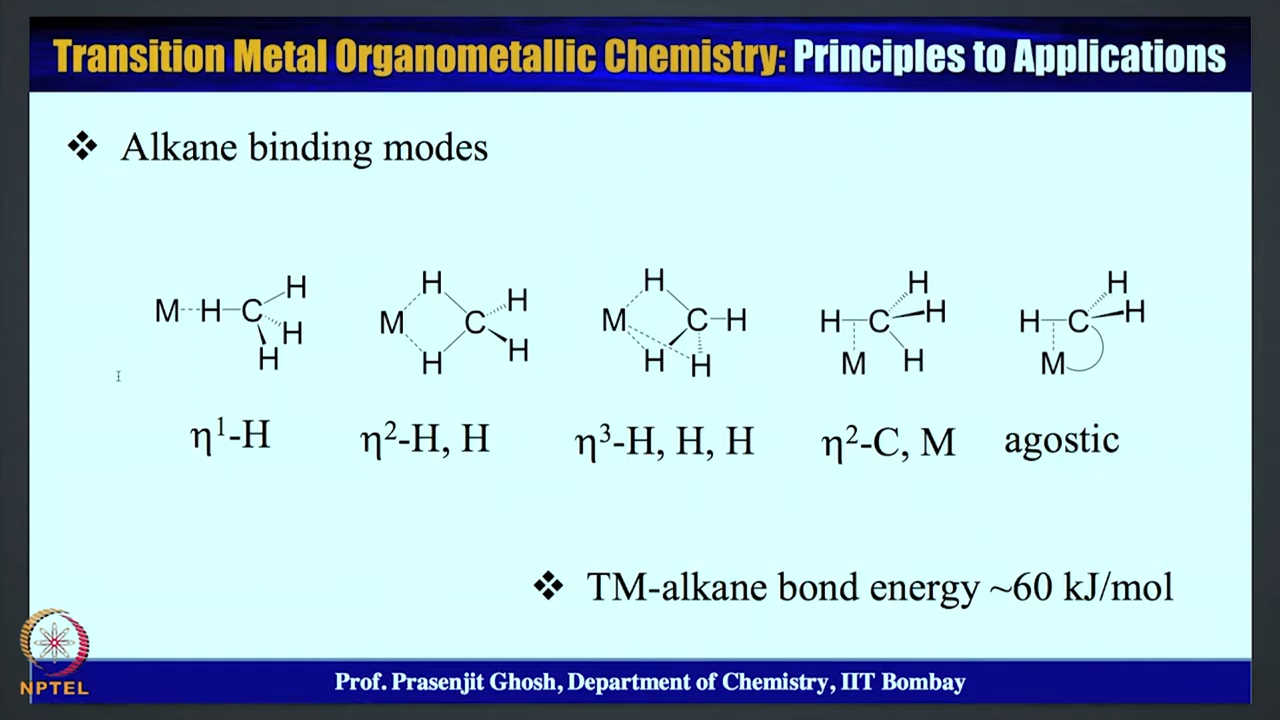 Transition Metal Organometallic Chemistry: Principles to Applications
❖ Alkane binding modes
M H C H H H
M H H C H H
M H C H H H
H C H H M H
H C H H M
η¹-H
η²-H, H
η³-H, H, H
η²-C, M
agostic
❖ TM-alkane bond energy ~60 kJ/mol
NPTEL
Prof. Prasenjit Ghosh, Department of Chemistry, IIT Bombay